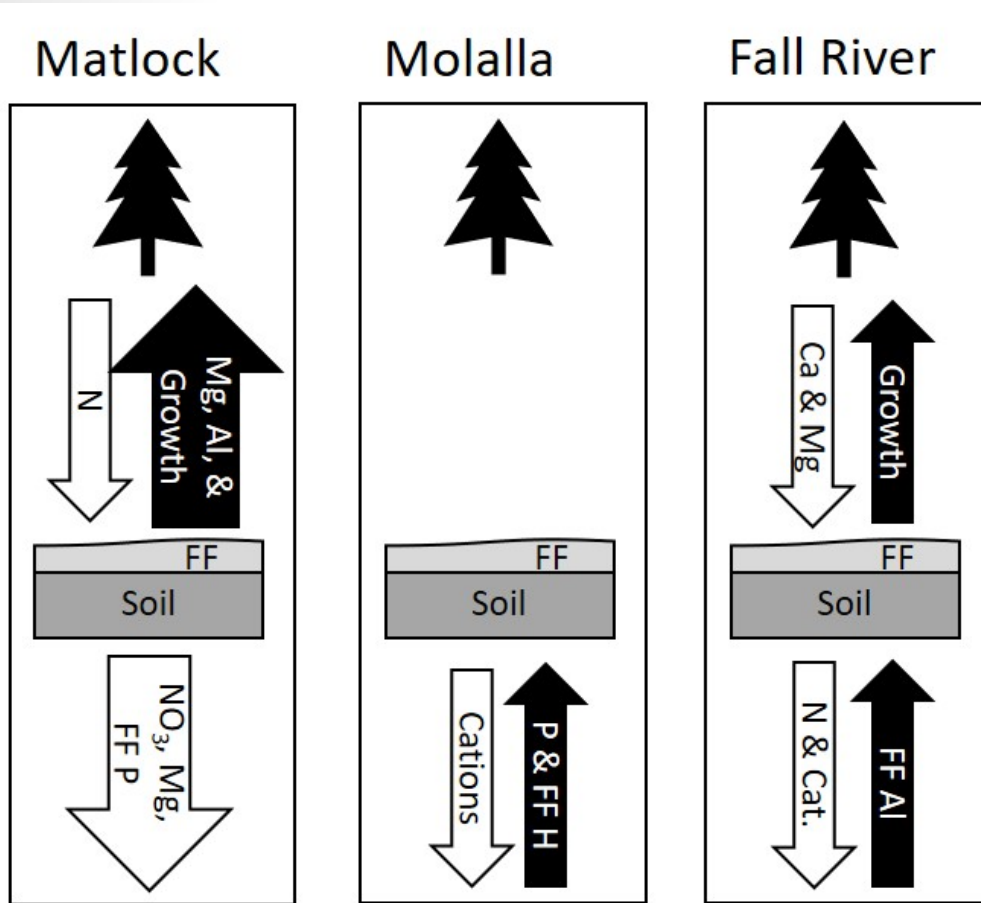 Matlock
N
Mg, Al, &
Growth
FF
Soil
NO₃, Mg,
FF P
Molalla
FF
Soil
Cations
P & FF H
Fall River
Ca & Mg
Growth
FF
Soil
N & Cat.
FF Al